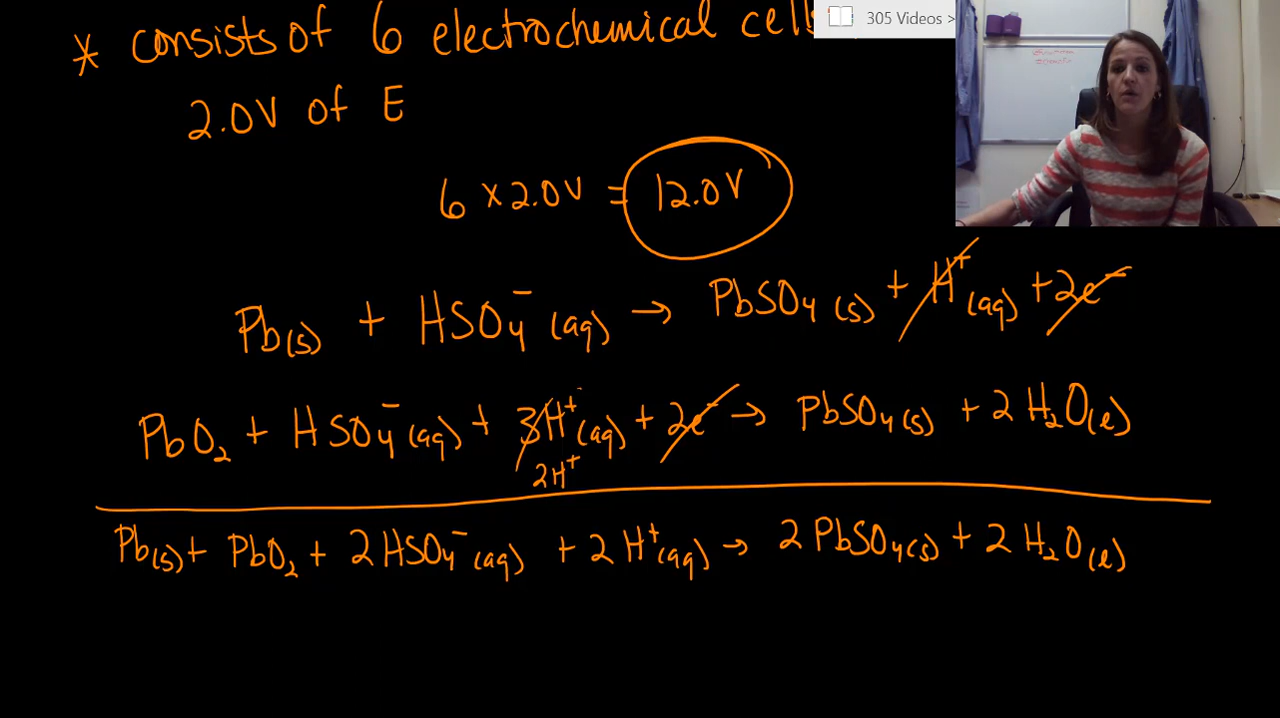 * consists of 6 electrochemical cell
305 Videos >
2.0V of E
6 × 2.0V = 12.0V
Pb(s) + HSO₄⁻(aq) → PbSO₄(s) + H⁺(aq) + 2e⁻
PbO₂ + HSO₄⁻(aq) + 3H⁺(aq) + 2e⁻ → PbSO₄(s) + 2H₂O(l)
2H⁺
Pb(s) + PbO₂ + 2HSO₄⁻(aq) + 2H⁺(aq) → 2PbSO₄(s) + 2H₂O(l)